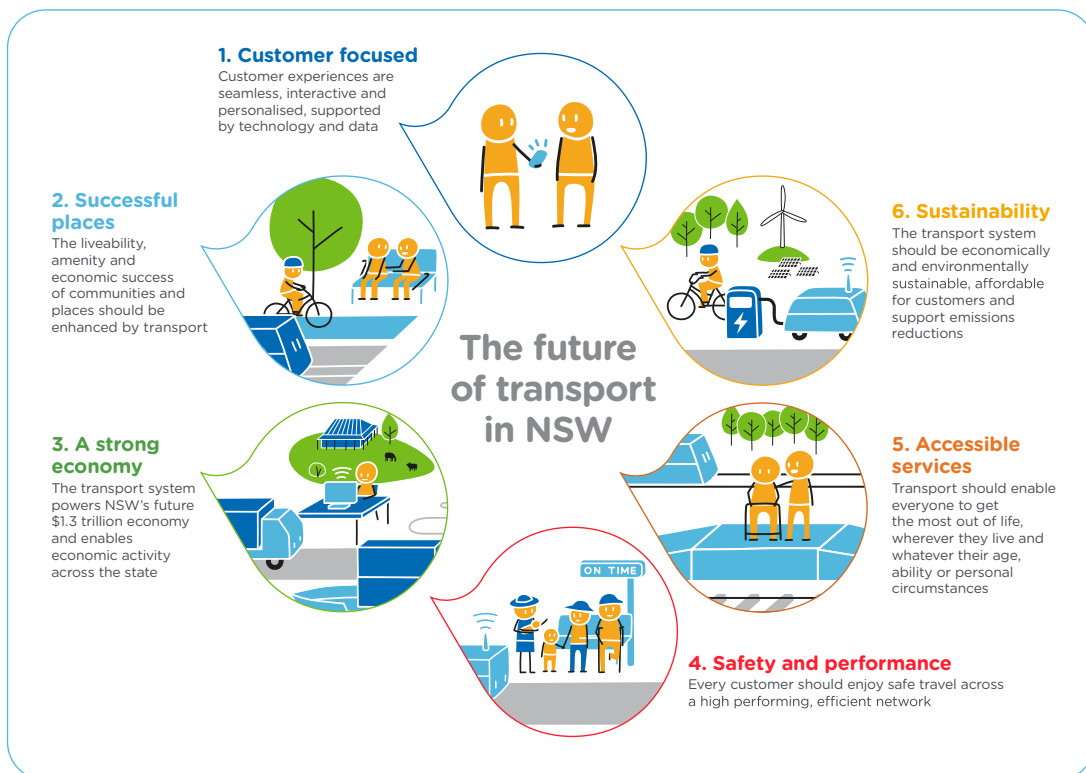 1. Customer focused
Customer experiences are
seamless, interactive and
personalised, supported
by technology and data
2. Successful
places
The liveability,
amenity and
economic success
of communities and
places should be
enhanced by transport
3. A strong
economy
The transport system
powers NSW's future
$1.3 trillion economy
and enables
economic activity
across the state
The future
of transport
in NSW
ON TIME
4. Safety and performance
Every customer should enjoy safe travel across
a high performing, efficient network
5. Accessible
services
Transport should enable
everyone to get
the most out of life,
wherever they live and
whatever their age,
ability or personal
circumstances
6. Sustainability
The transport system
should be economically
and environmentally
sustainable, affordable
for customers and
support emissions
reductions